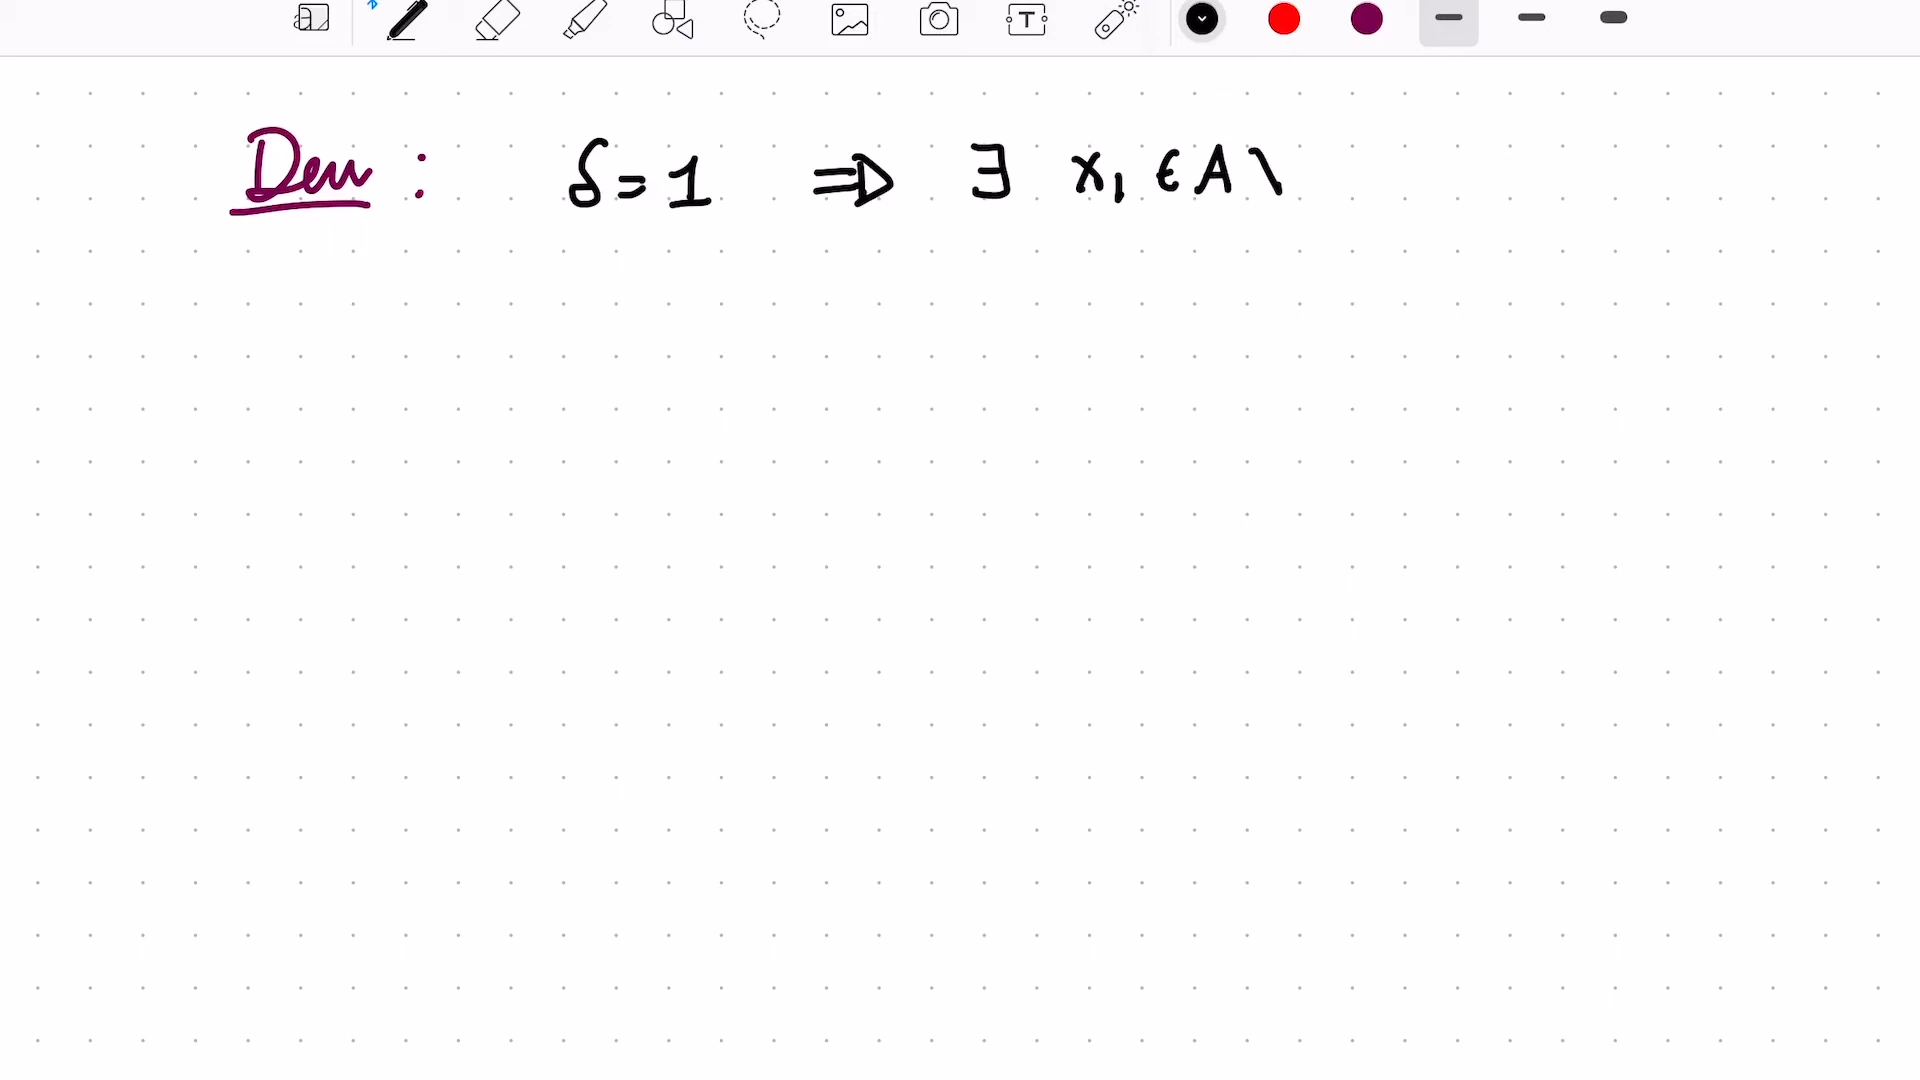 Dem : δ = 1 ⇒ ∃ x₁ ∈ A \